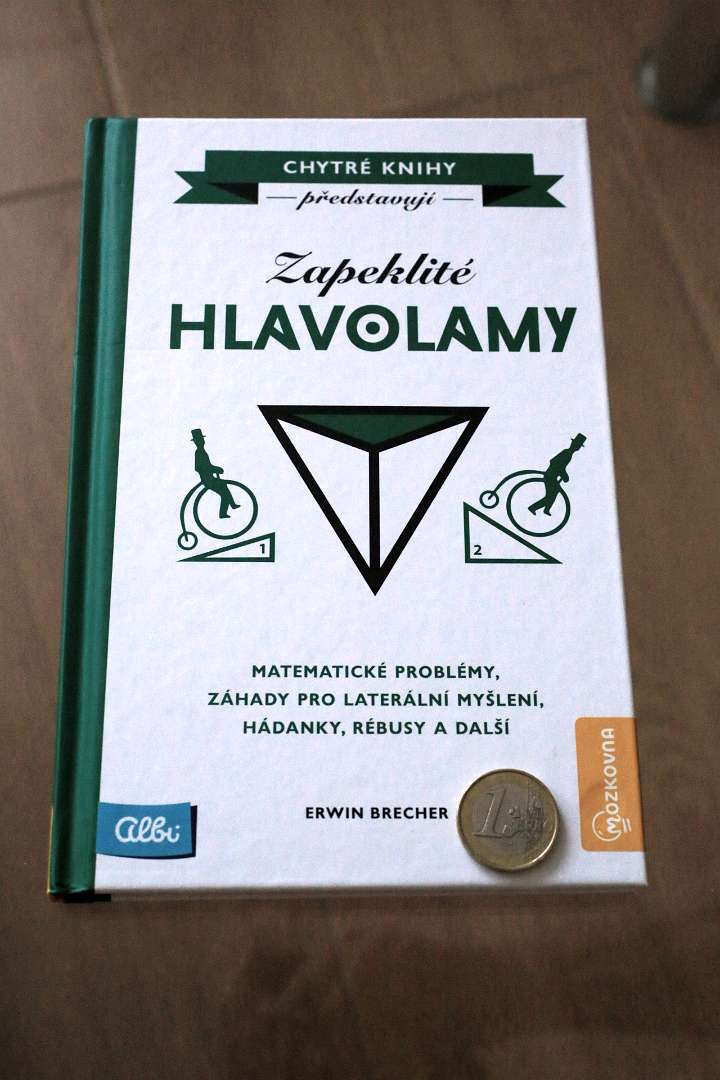 CHYTRÉ KNIHY
představují
Zapeklité
HLAVOLAMY
1
2
MATEMATICKÉ PROBLÉMY,
ZÁHADY PRO LATERÁLNÍ MYŠLENÍ,
HÁDANKY, RÉBUSY A DALŠÍ
MOZKOVNA
ERWIN BRECHER
1
albi